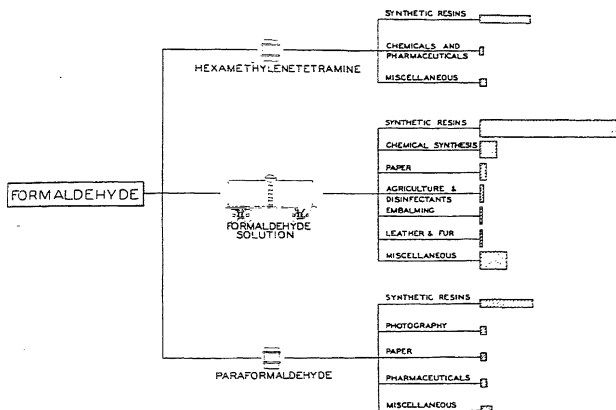 FORMALDEHYDE
HEXAMETHYLENETETRAMINE
SYNTHETIC RESINS
CHEMICALS AND
PHARMACEUTICALS
MISCELLANEOUS
FORMALDEHYDE
SOLUTION
SYNTHETIC RESINS
CHEMICAL SYNTHESIS
PAPER
AGRICULTURE &
DISINFECTANTS
EMBALMING
LEATHER & FUR
MISCELLANEOUS
PARAFORMALDEHYDE
SYNTHETIC RESINS
PHOTOGRAPHY
PAPER
PHARMACEUTICALS
MISCELLANEOUS